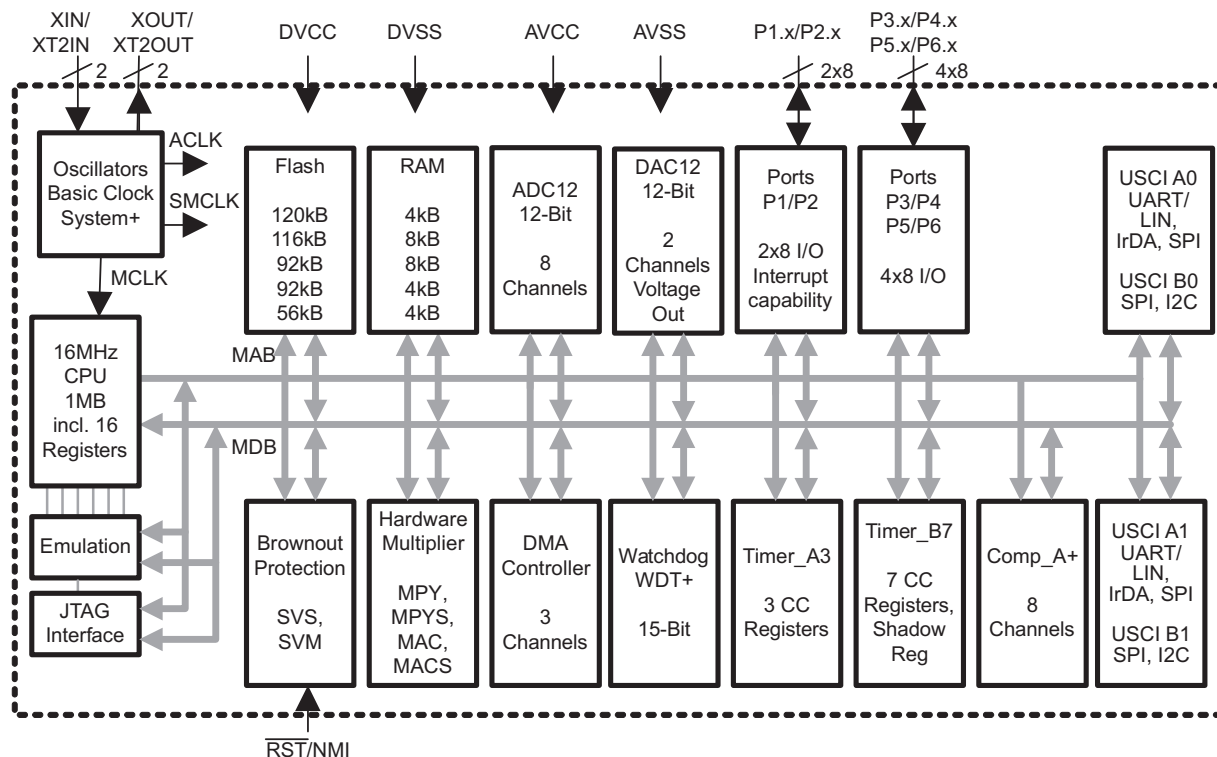 XIN/
XT2IN
XOUT/
XT2OUT
DVCC
DVSS
AVCC
AVSS
P1.x/P2.x
P3.x/P4.x
P5.x/P6.x
2
2
2x8
4x8
Oscillators
Basic Clock
System+
ACLK
SMCLK
MCLK
Flash
120kB
116kB
92kB
92kB
56kB
RAM
4kB
8kB
8kB
4kB
4kB
ADC12
12-Bit
8
Channels
DAC12
12-Bit
2
Channels
Voltage
Out
Ports
P1/P2
2x8 I/O
Interrupt
capability
Ports
P3/P4
P5/P6
4x8 I/O
USCI A0
UART/
LIN,
IrDA, SPI
USCI B0
SPI, I2C
16MHz
CPU
1MB
incl. 16
Registers
MAB
MDB
Emulation
JTAG
Interface
Brownout
Protection
SVS,
SVM
Hardware
Multiplier
MPY,
MPYS,
MAC,
MACS
DMA
Controller
3
Channels
Watchdog
WDT+
15-Bit
Timer_A3
3 CC
Registers
Timer_B7
7 CC
Registers,
Shadow
Reg
Comp_A+
8
Channels
USCI A1
UART/
LIN,
IrDA, SPI
USCI B1
SPI, I2C
RST/NMI